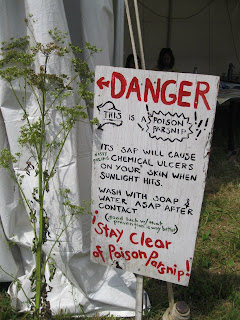 ←DANGER
←THIS IS A POISON PARSNIP!!
ITS SAP WILL CAUSE
CHEMICAL ULCERS
ON YOUR SKIN WHEN
SUNLIGHT HITS.
WASH WITH SOAP &
WATER ASAP AFTER
CONTACT
¡Stay Clear
of Poison Parsnip!